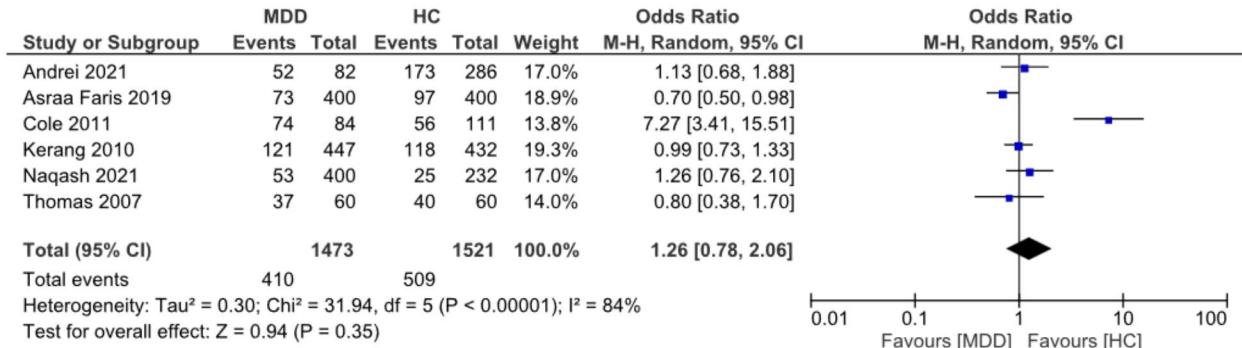 MDD HC Odds Ratio Odds Ratio
Study or Subgroup Events Total Events Total Weight M-H, Random, 95% CI M-H, Random, 95% CI
Andrei 2021 52 82 173 286 17.0% 1.13 [0.68, 1.88]
Asraa Faris 2019 73 400 97 400 18.9% 0.70 [0.50, 0.98]
Cole 2011 74 84 56 111 13.8% 7.27 [3.41, 15.51]
Kerang 2010 121 447 118 432 19.3% 0.99 [0.73, 1.33]
Naqash 2021 53 400 25 232 17.0% 1.26 [0.76, 2.10]
Thomas 2007 37 60 40 60 14.0% 0.80 [0.38, 1.70]
Total (95% CI) 1473 1521 100.0% 1.26 [0.78, 2.06]
Total events 410 509
Heterogeneity: Tau² = 0.30; Chi² = 31.94, df = 5 (P < 0.00001); I² = 84%
Test for overall effect: Z = 0.94 (P = 0.35)
0.01 0.1 1 10 100
Favours [MDD] Favours [HC]